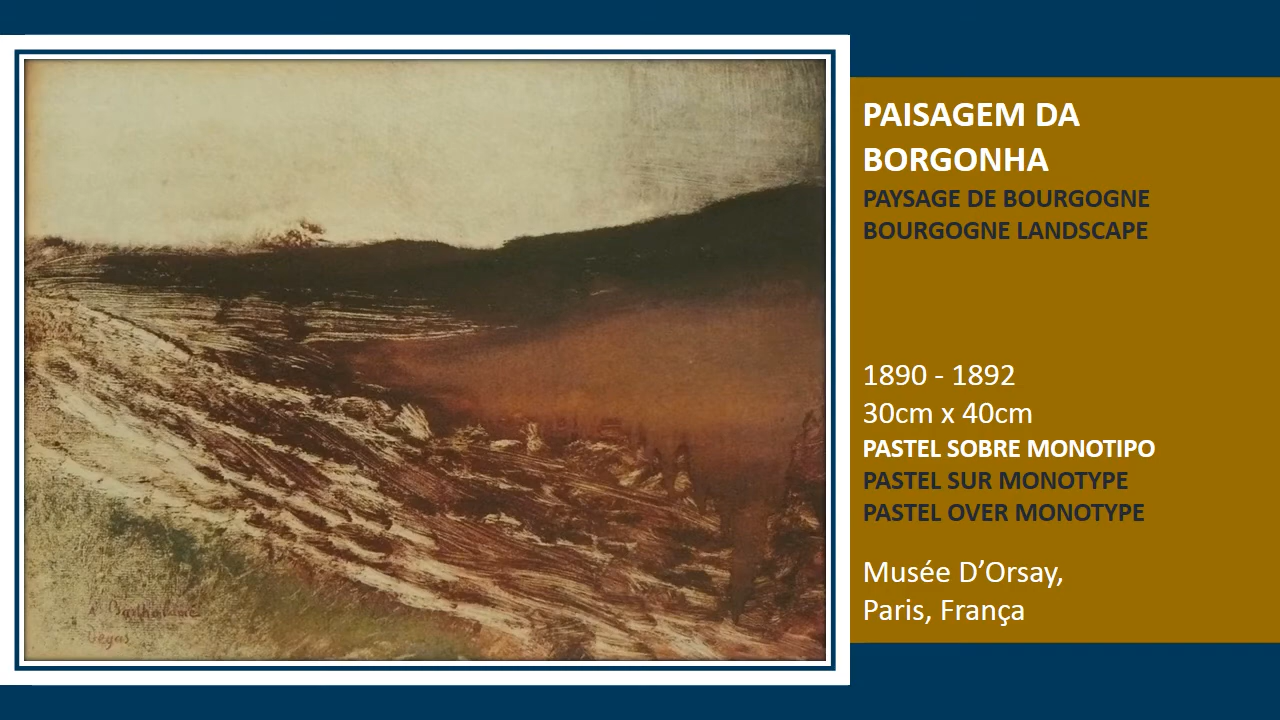 PAISAGEM DA
BORGONHA
PAYSAGE DE BOURGOGNE
BOURGOGNE LANDSCAPE
1890 - 1892
30cm x 40cm
PASTEL SOBRE MONOTIPO
PASTEL SUR MONOTYPE
PASTEL OVER MONOTYPE
Musée D’Orsay,
Paris, França
Degas